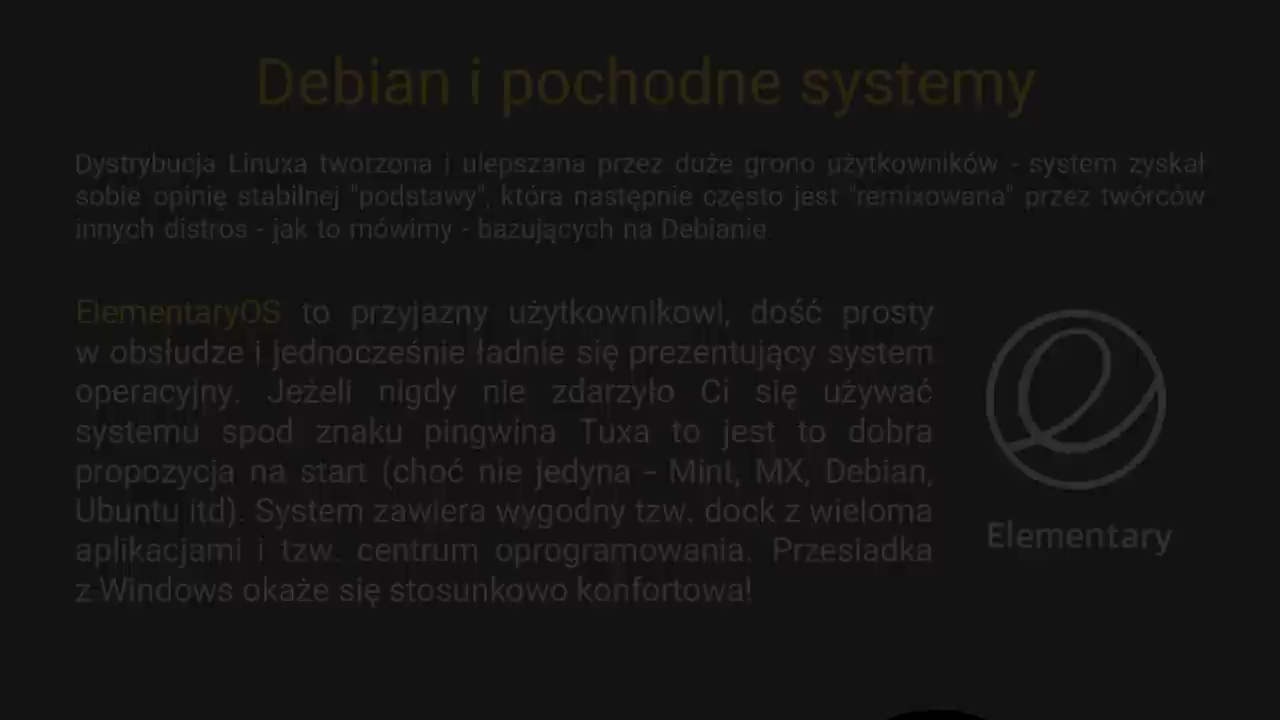 Debian i pochodne systemy
Dystrybucja Linuxa tworzona i ulepszana przez duże grono użytkowników - system zyskał
sobie opinię stabilnej "podstawy", która następnie często jest "remixowana" przez twórców
innych distros - jak to mówimy - bazujących na Debianie.
ElementaryOS to przyjazny użytkownikowi, dość prosty
w obsłudze i jednocześnie ładnie się prezentujący system
operacyjny. Jeżeli nigdy nie zdarzyło Ci się używać
systemu spod znaku pingwina Tuxa to jest to dobra
propozycja na start (choć nie jedyna - Mint, MX, Debian,
Ubuntu itd). System zawiera wygodny tzw. dock z wieloma
aplikacjami i tzw. centrum oprogramowania. Przesiadka
z Windows okaże się stosunkowo konfortowa!
Elementary